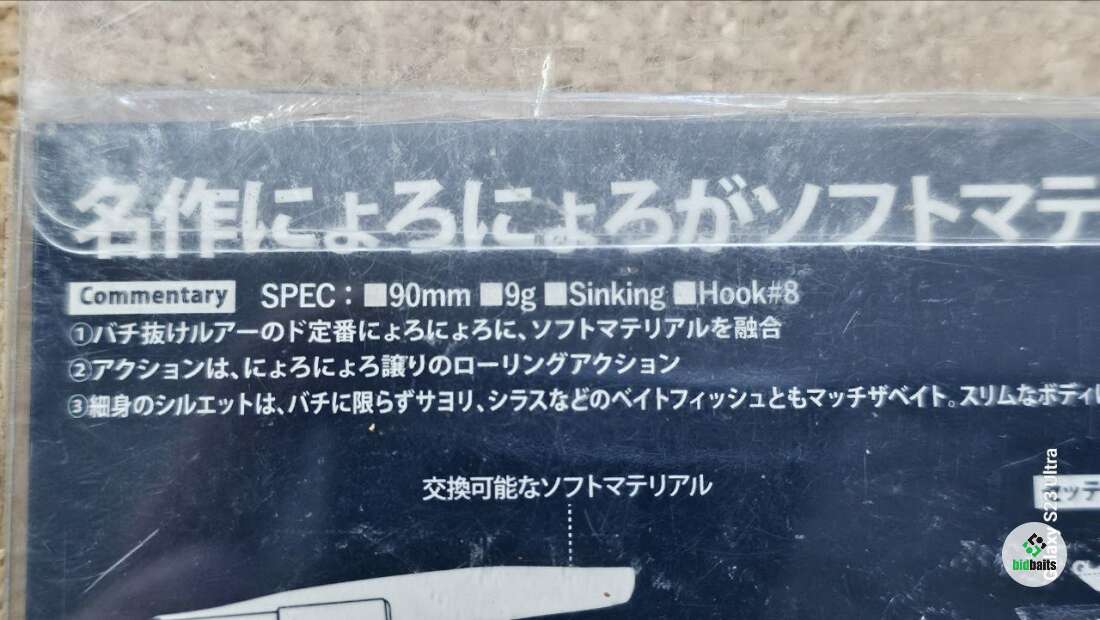 名作にょろにょろがソフトマテ
Commentary SPEC : ■90mm ■9g ■Sinking ■Hook#8
①バチ抜けルアーのド定番にょろにょろに、ソフトマテリアルを融合
②アクションは、にょろにょろ譲りのローリングアクション
③細身のシルエットは、バチに限らずサヨリ、シラスなどのベイトフィッシュともマッチザベイト。スリムなボディに
交換可能なソフトマテリアル
Galaxy S23 Ultra
bidbaits